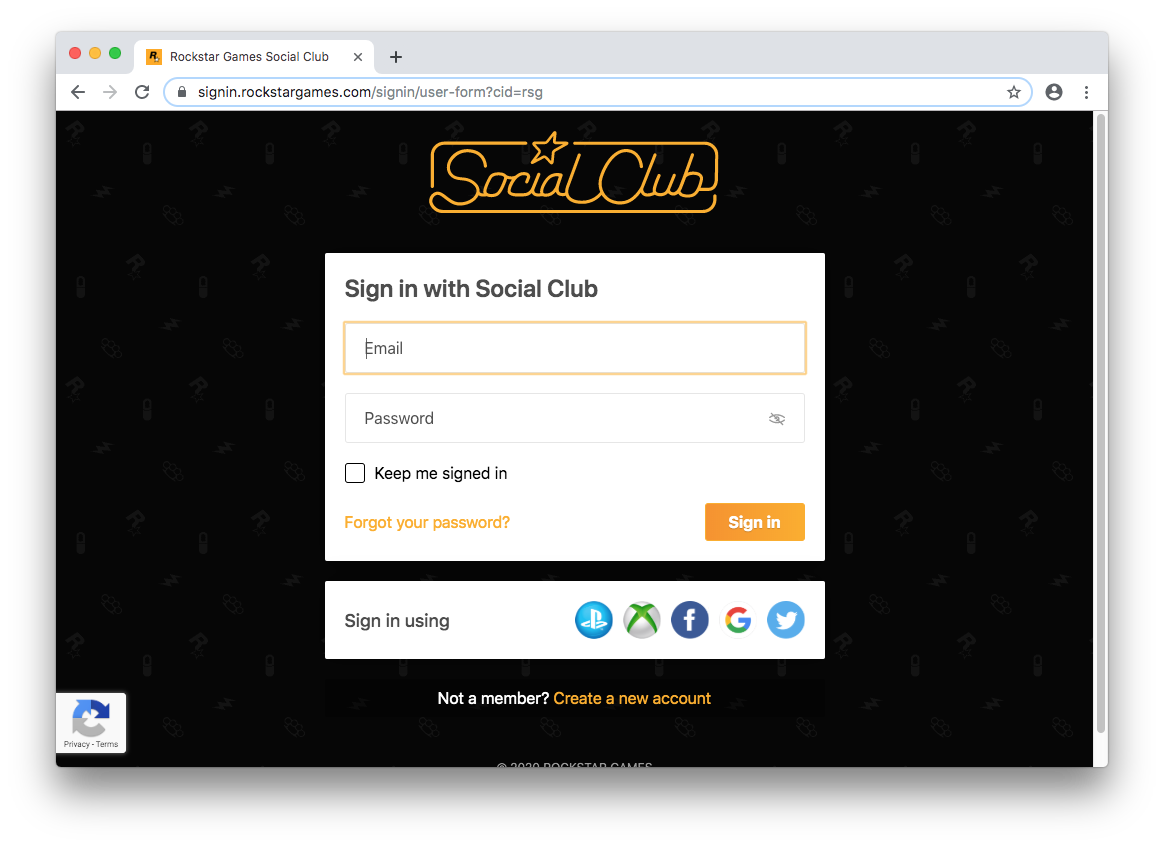 Rockstar Games Social Club
signin.rockstargames.com/signin/user-form?cid=rsg
Social Club
Sign in with Social Club
Email
Password
Keep me signed in
Forgot your password?
Sign in
Sign in using
Not a member? Create a new account
Privacy - Terms
© 2020 ROCKSTAR GAMES